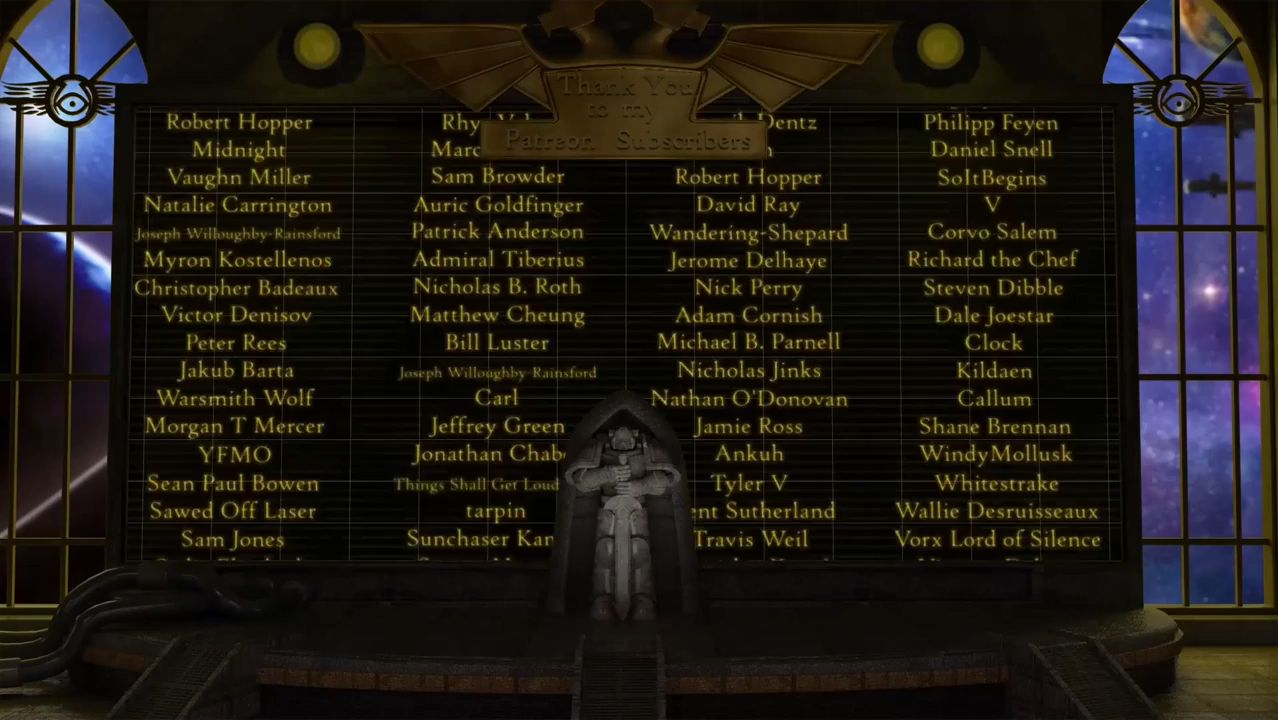 Thank You
to my
Patreon Subscribers
Robert Hopper
Midnight
Vaughn Miller
Natalie Carrington
Joseph Willoughby-Rainsford
Myron Kostellenos
Christopher Badeaux
Victor Denisov
Peter Rees
Jakub Barta
Warsmith Wolf
Morgan T Mercer
YFMO
Sean Paul Bowen
Sawed Off Laser
Sam Jones
Sam Browder
Auric Goldfinger
Patrick Anderson
Admiral Tiberius
Nicholas B. Roth
Matthew Cheung
Bill Luster
Joseph Willoughby-Rainsford
Carl
Jeffrey Green
Jonathan
Things Shall Get Loud
tarpin
Sunchaser
Dentz
Robert Hopper
David Ray
Wandering-Shepard
Jerome Delhaye
Nick Perry
Adam Cornish
Michael B. Parnell
Nicholas Jinks
Nathan O'Donovan
Jamie Ross
Ankuh
Tyler V
Sutherland
Travis Weil
Philipp Feyen
Daniel Snell
SoItBegins
V
Corvo Salem
Richard the Chef
Steven Dibble
Dale Joestar
Clock
Kildaen
Callum
Shane Brennan
WindyMollusk
Whitestrake
Wallie Desruisseaux
Vorx Lord of Silence